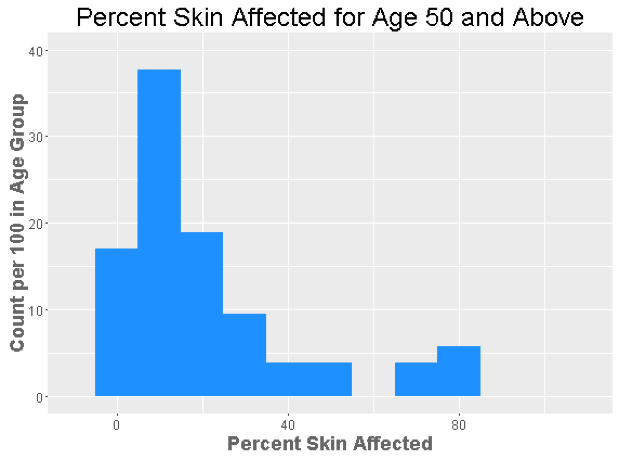 Percent Skin Affected for Age 50 and Above
40
30
20
10
0
Count per 100 in Age Group
0 40 80
Percent Skin Affected